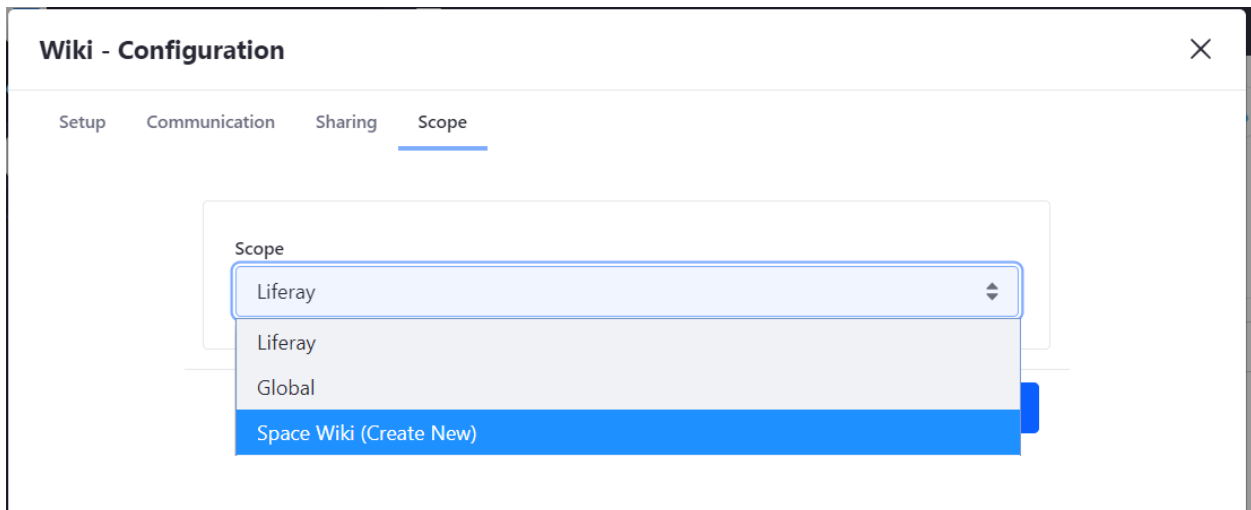 Wiki - Configuration
Setup Communication Sharing Scope
Scope
Liferay
Liferay
Global
Space Wiki (Create New)